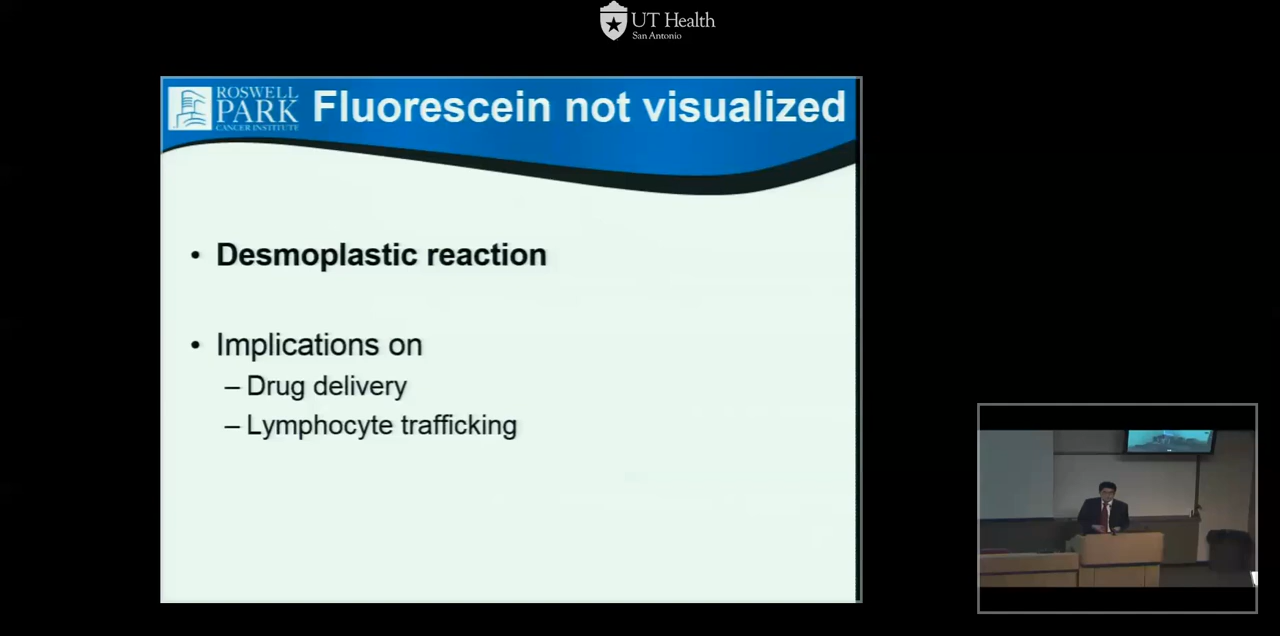 UT Health
San Antonio
ROSWELL
PARK
CANCER INSTITUTE
Fluorescein not visualized
• Desmoplastic reaction
• Implications on
– Drug delivery
– Lymphocyte trafficking